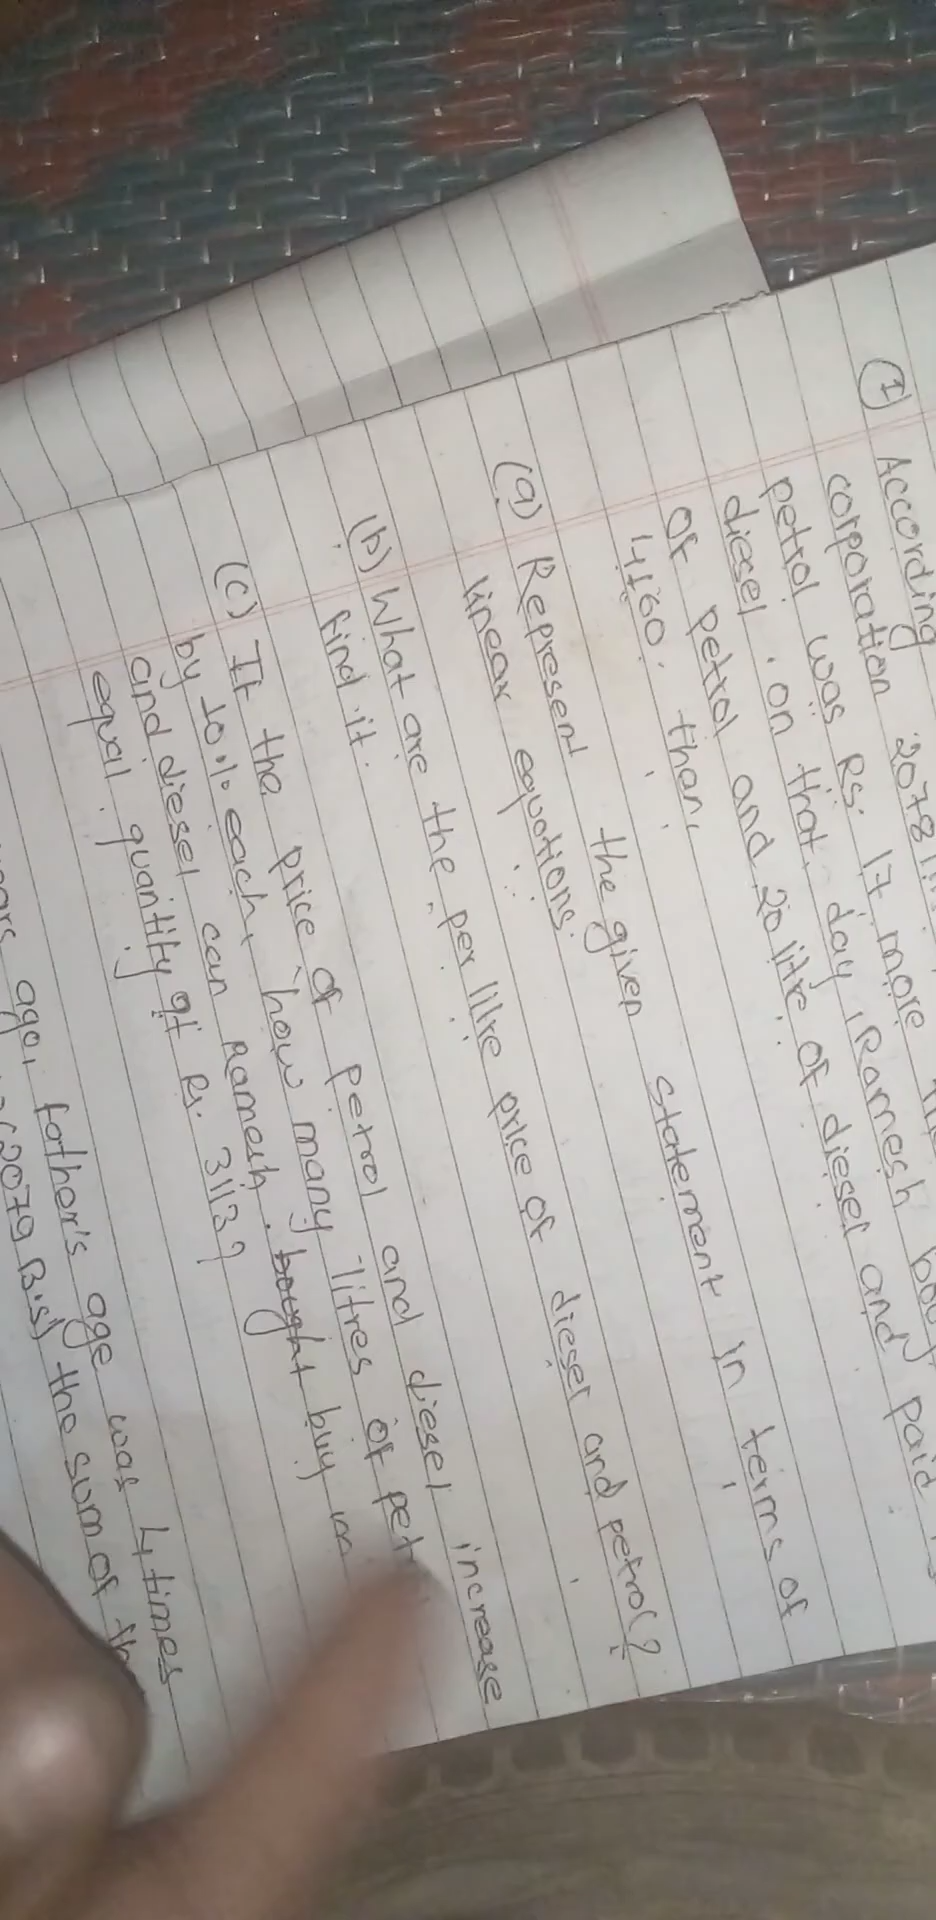 ① According
corporation 2078
petrol was Rs. 17 more
diesel. on that day, Ramesh
of petrol and 20 litre of diesel and paid
4160. then,
(a) Represent the given statement in terms of
linear equations.
(b) What are the per litre price of diesel and petrol?
find it.
(c) If the price of petrol and diesel increase
by 10% each, how many litres of
and diesel can Ramesh bought buy in
equal quantity of Rs. 3113?
ago, father's age was 4 times
(2079 B.S) the sum of